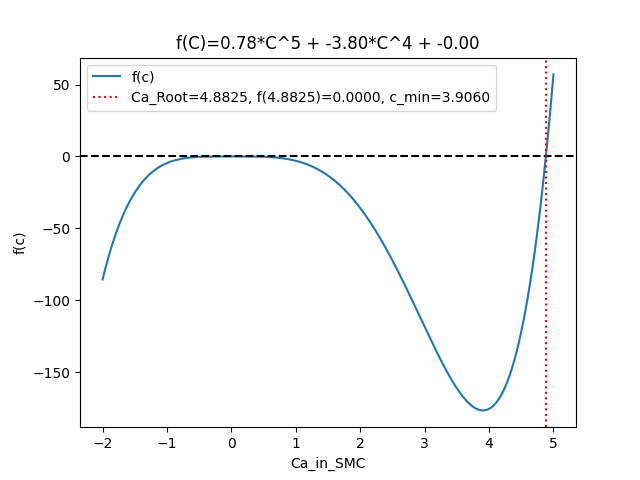 f(C)=0.78*C^5 + -3.80*C^4 + -0.00
f(c)
Ca_Root=4.8825, f(4.8825)=0.0000, c_min=3.9060
50
0
−50
−100
−150
f(c)
−2
−1
0
1
2
3
4
5
Ca_in_SMC